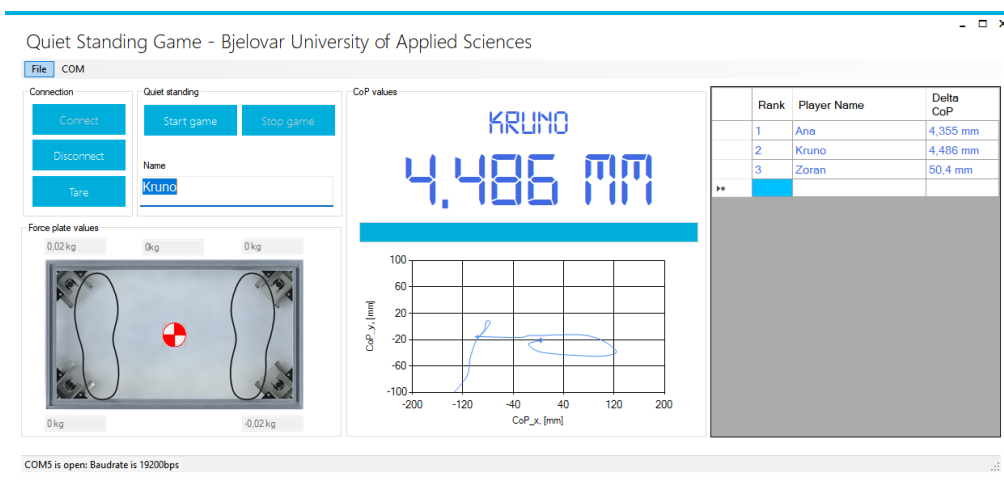 Quiet Standing Game - Bjelovar University of Applied Sciences
File COM
Connection
Connect
Disconnect
Tare
Quiet standing
Start game Stop game
Name
Kruno
Force plate values
0,02 kg 0kg 0 kg
0 kg -0,02 kg
CoP values
KRUNO
4,486 MM
100
60
20
-20
-60
-100
CoP_y, [mm]
-200 -120 -40 40 120 200
CoP_x, [mm]
Rank Player Name Delta CoP
1 Ana 4,355 mm
2 Kruno 4,486 mm
3 Zoran 50,4 mm
COM5 is open: Baudrate is 19200bps